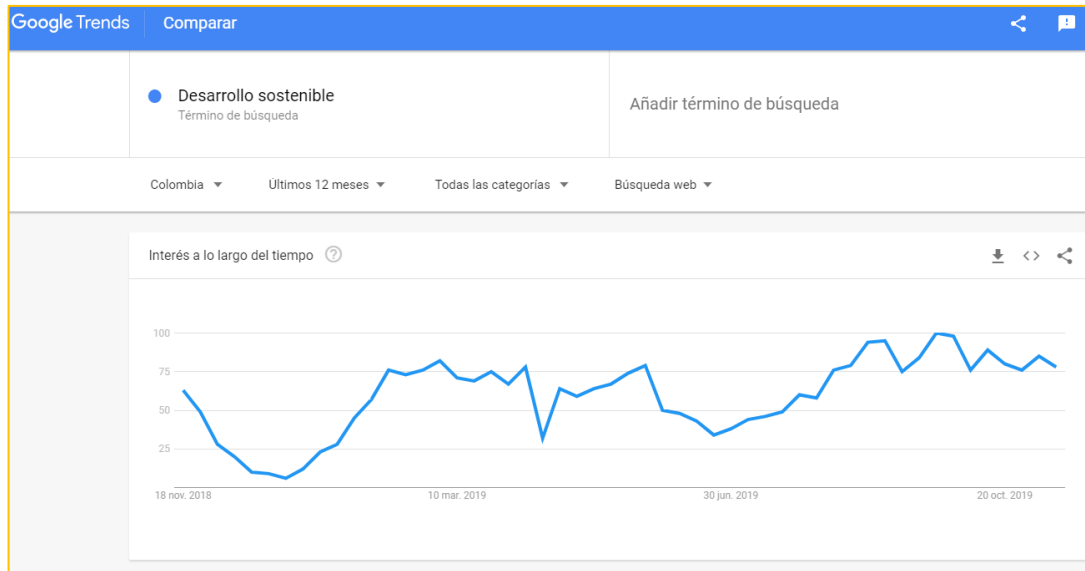 Google Trends Comparar
Desarrollo sostenible
Término de búsqueda
Añadir término de búsqueda
Colombia Últimos 12 meses Todas las categorías Búsqueda web
Interés a lo largo del tiempo ?
100
75
50
25
18 nov. 2018 10 mar. 2019 30 jun. 2019 20 oct. 2019